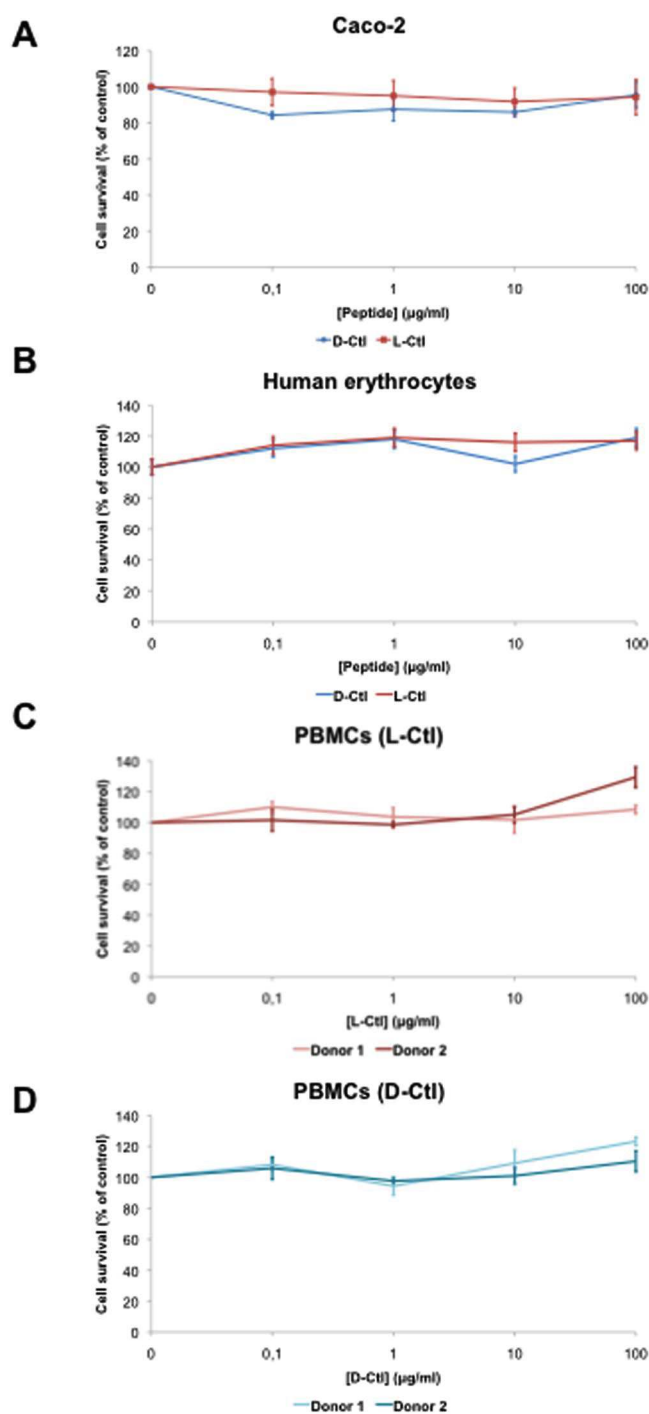 A
Caco-2
Cell survival (% of control)
120
100
80
60
40
20
0
0 0,1 1 10 100
[Peptide] (µg/ml)
D-Ctl L-Ctl
B
Human erythrocytes
Cell survival (% of control)
140
120
100
80
60
40
20
0
0 0,1 1 10 100
[Peptide] (µg/ml)
D-Ctl L-Ctl
C
PBMCs (L-Ctl)
Cell survival (% of control)
140
120
100
80
60
40
20
0
0 0,1 1 10 100
[L-Ctl] (µg/ml)
Donor 1 Donor 2
D
PBMCs (D-Ctl)
Cell survival (% of control)
140
120
100
80
60
40
20
0
0 0,1 1 10 100
[D-Ctl] (µg/ml)
Donor 1 Donor 2